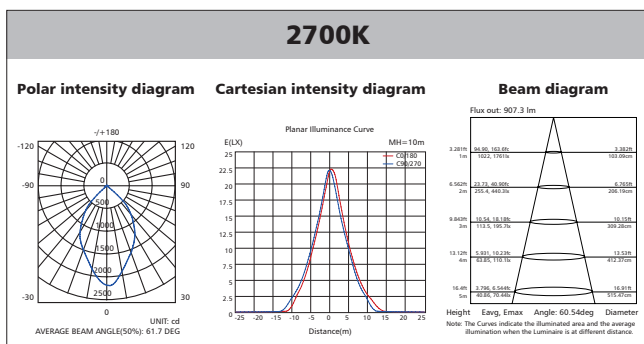 2700K
Polar intensity diagram
Cartesian intensity diagram
Beam diagram
-/+180
-120
120
-90
90
-30
30
0
0
500
1000
1500
2000
2500
UNIT: cd
AVERAGE BEAM ANGLE(50%): 61.7 DEG
Planar Illuminance Curve
E(LX)
MH=10m
C0/180
C90/270
25
22.5
20
17.5
15
12.5
10
7.5
5
2.5
0
-25 -20 -15 -10 -5 0 5 10 15 20 25
Distance(m)
Flux out: 907.3 lm
3.281ft 94.90, 163.6fc 3.382ft
1m 1022, 1761lx 103.09cm
6.562ft 23.73, 40.90fc 6.765ft
2m 255.4, 440.3lx 206.19cm
9.843ft 10.54, 18.18fc 10.15ft
3m 113.5, 195.7lx 309.28cm
13.12ft 5.931, 10.23fc 13.53ft
4m 63.85, 110.1lx 412.37cm
16.4ft 3.796, 6.544fc 16.91ft
5m 40.86, 70.44lx 515.47cm
Height Eavg, Emax Angle: 60.54deg Diameter
Note: The Curves indicate the illuminated area and the average
illumination when the Luminaire is at different distance.